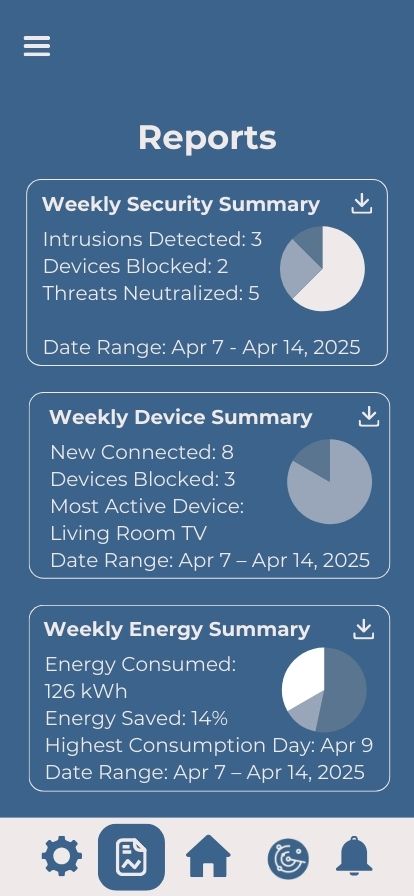 Reports
Weekly Security Summary
Intrusions Detected: 3
Devices Blocked: 2
Threats Neutralized: 5
Date Range: Apr 7 - Apr 14, 2025
Weekly Device Summary
New Connected: 8
Devices Blocked: 3
Most Active Device:
Living Room TV
Date Range: Apr 7 – Apr 14, 2025
Weekly Energy Summary
Energy Consumed:
126 kWh
Energy Saved: 14%
Highest Consumption Day: Apr 9
Date Range: Apr 7 – Apr 14, 2025